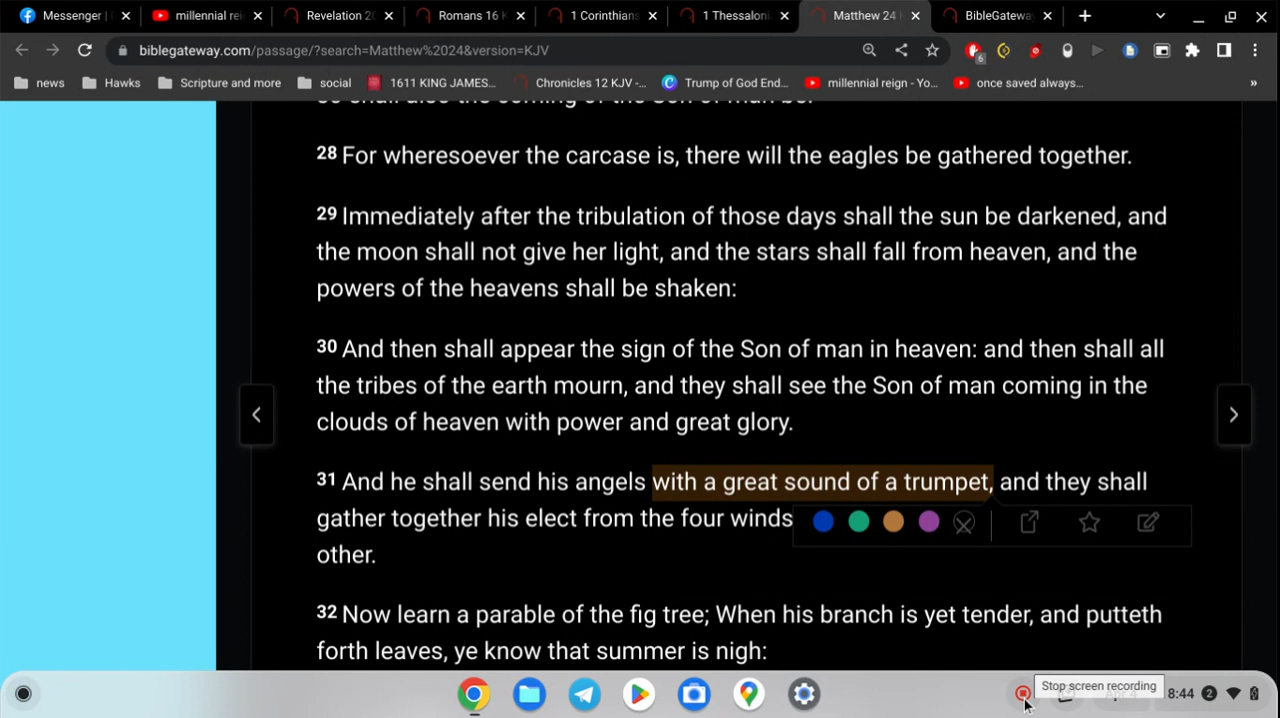 Messenger |
millennial rei
Revelation 20
Romans 16 K
1 Corinthians
1 Thessaloni
Matthew 24
BibleGateway
biblegateway.com/passage/?search=Matthew%2024&version=KJV
6
news
Hawks
Scripture and more
social
1611 KING JAMES...
Chronicles 12 KJV -...
Trump of God End...
millennial reign - Yo...
once saved always...
»
28 For wheresoever the carcase is, there will the eagles be gathered together.
29 Immediately after the tribulation of those days shall the sun be darkened, and
the moon shall not give her light, and the stars shall fall from heaven, and the
powers of the heavens shall be shaken:
30 And then shall appear the sign of the Son of man in heaven: and then shall all
the tribes of the earth mourn, and they shall see the Son of man coming in the
clouds of heaven with power and great glory.
31 And he shall send his angels with a great sound of a trumpet, and they shall
gather together his elect from the four winds
other.
32 Now learn a parable of the fig tree; When his branch is yet tender, and putteth
forth leaves, ye know that summer is nigh:
Stop screen recording
8:44
2